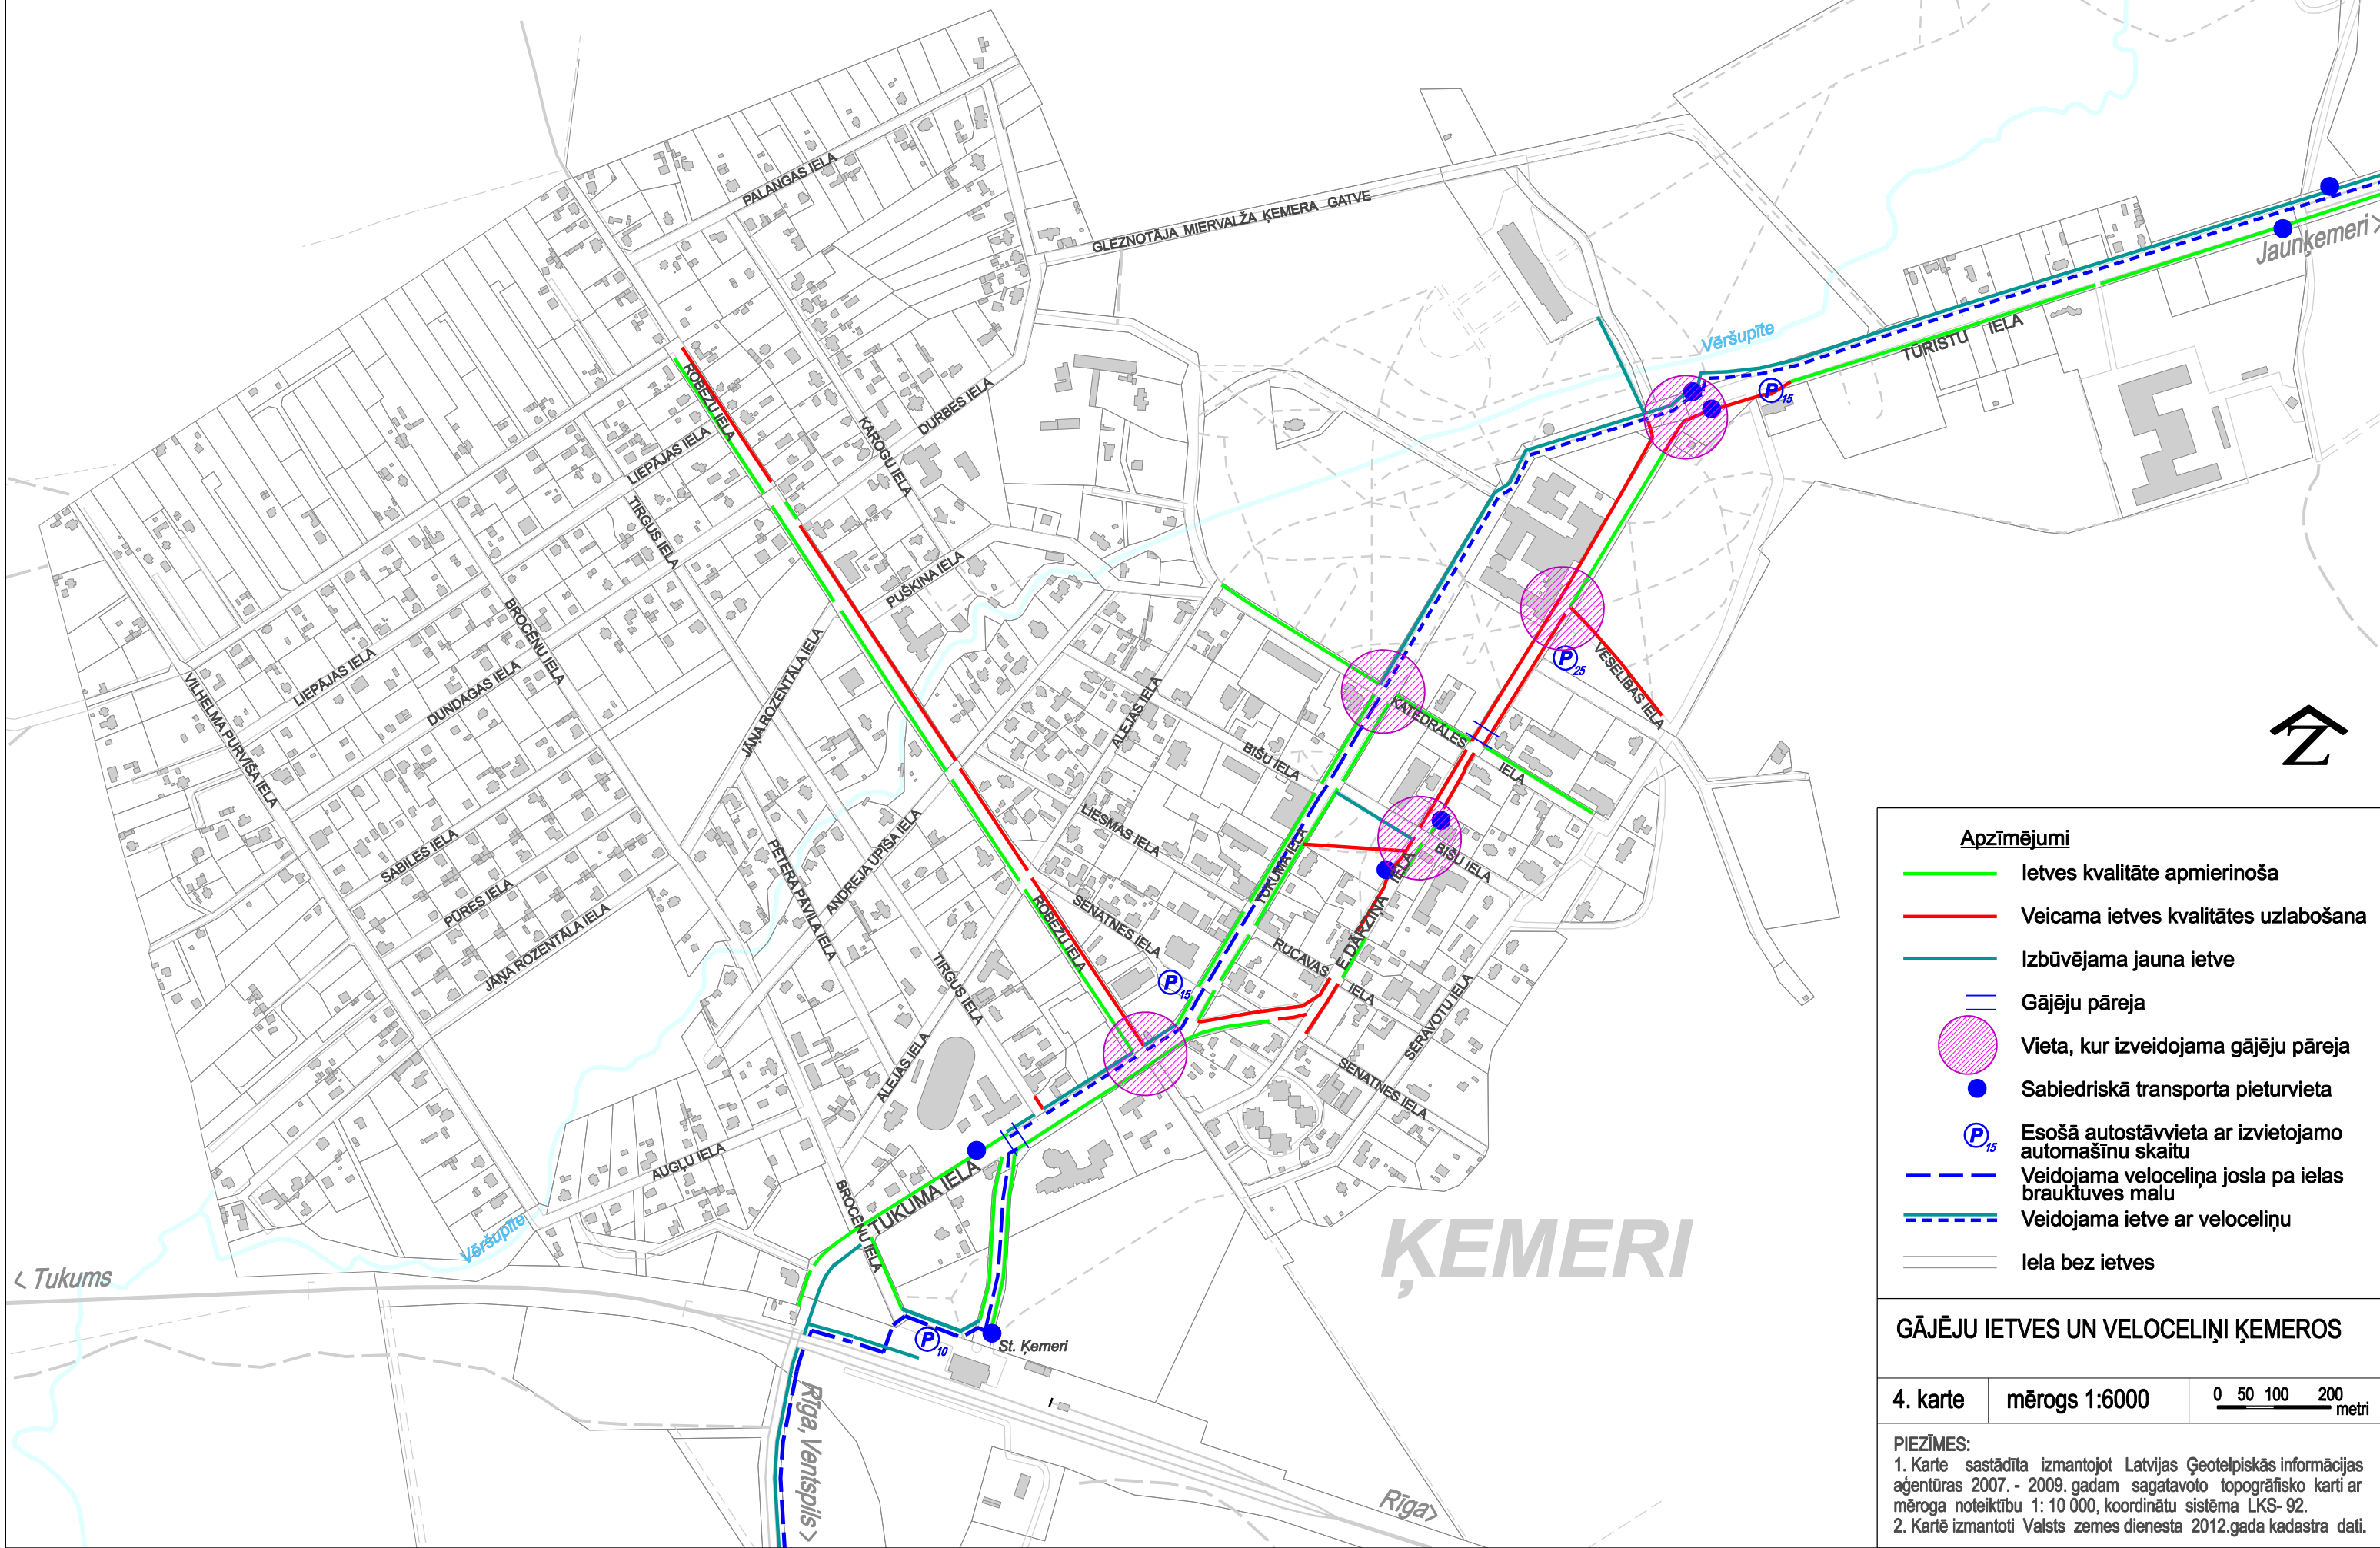 PALANGAS IELA
GLEZNOTĀJA MIERVALŽA ĶEMERA GATVE
Jaunķemeri >
Vēršupīte
TŪRISTU IELA
P 15
ROBEŽU IELA
DURBES IELA
KAROGU IELA
LIEPĀJAS IELA
TIRGUS IELA
PUŠKINA IELA
BROCĒNU IELA
JĀŅA ROZENTĀLA IELA
LIEPĀJAS IELA
DUNDAGAS IELA
VILHELMA PURVĪŠA IELA
P 25
VESELĪBAS IELA
ALEJAS IELA
KATEDRĀLES IELA
BIŠU IELA
LIESMAS IELA
TUKUMA IELA
BIŠU IELA
SABILES IELA
PŪRES IELA
PĒTERA PĀVILA IELA
ANDREJA UPĪŠA IELA
JĀŅA ROZENTĀLA IELA
ROBEŽU IELA
SENATNES IELA
TIRGUS IELA
RUCAVAS IELA
E.DĀRZIŅA IELA
SĒRAVOTU IELA
P 15
SENATNES IELA
ALEJAS IELA
AUGĻU IELA
BROCĒNU IELA
TUKUMA IELA
Vēršupīte
ĶEMERI
< Tukums
P 10
St. Ķemeri
Rīga, Ventspils >
Rīga>
Z
Apzīmējumi
Ietves kvalitāte apmierinoša
Veicama ietves kvalitātes uzlabošana
Izbūvējama jauna ietve
Gājēju pāreja
Vieta, kur izveidojama gājēju pāreja
Sabiedriskā transporta pieturvieta
P 15
Esošā autostāvvieta ar izvietojamo
automašīnu skaitu
Veidojama veloceliņa josla pa ielas
brauktuves malu
Veidojama ietve ar veloceliņu
Iela bez ietves
GĀJĒJU IETVES UN VELOCELIŅI ĶEMEROS
4. karte mērogs 1:6000 0 50 100 200 metri
PIEZĪMES:
1. Karte sastādīta izmantojot Latvijas Ģeotelpiskās informācijas
aģentūras 2007. - 2009. gadam sagatavoto topogrāfisko karti ar
mēroga noteiktību 1: 10 000, koordinātu sistēma LKS- 92.
2. Kartē izmantoti Valsts zemes dienesta 2012.gada kadastra dati.